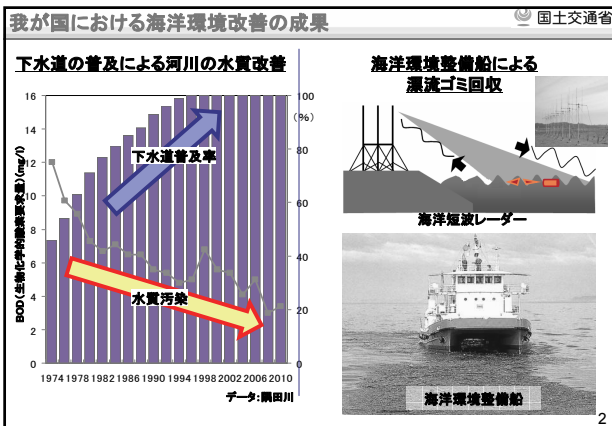 我が国における海洋環境改善の成果
国土交通省
下水道の普及による河川の水質改善
BOD(生物化学的酸素要求量)(mg/l)
16
14
12
10
8
6
4
2
0
100
(%)
80
60
40
20
0
下水道普及率
水質汚染
1974 1978 1982 1986 1990 1994 1998 2002 2006 2010
データ:隅田川
海洋環境整備船による
漂流ゴミ回収
海洋短波レーダー
海洋環境整備船
2